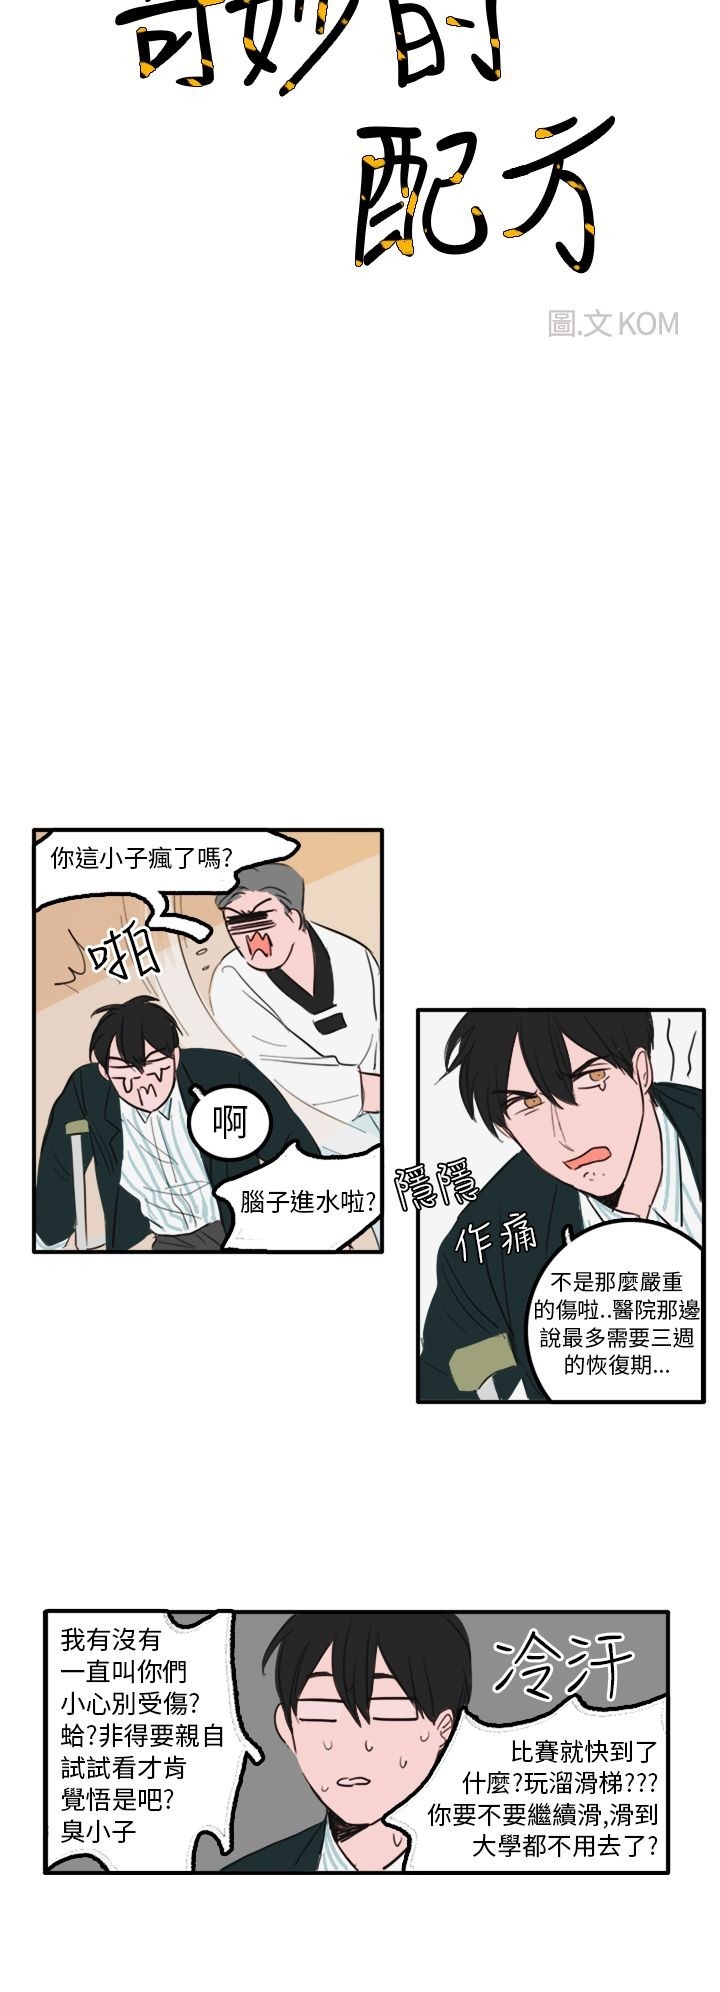 奇妙的
配方
圖.文 KOM
你這小子瘋了嗎?
啪
啊
腦子進水啦?
隱隱
作痛
不是那麼嚴重
的傷啦..醫院那邊
說最多需要三週
的恢復期...
我有沒有
一直叫你們
小心別受傷?
蛤?非得要親自
試試看才肯
覺悟是吧?
臭小子
冷汗
比賽就快到了
什麼?玩溜滑梯???
你要不要繼續滑,滑到
大學都不用去了?